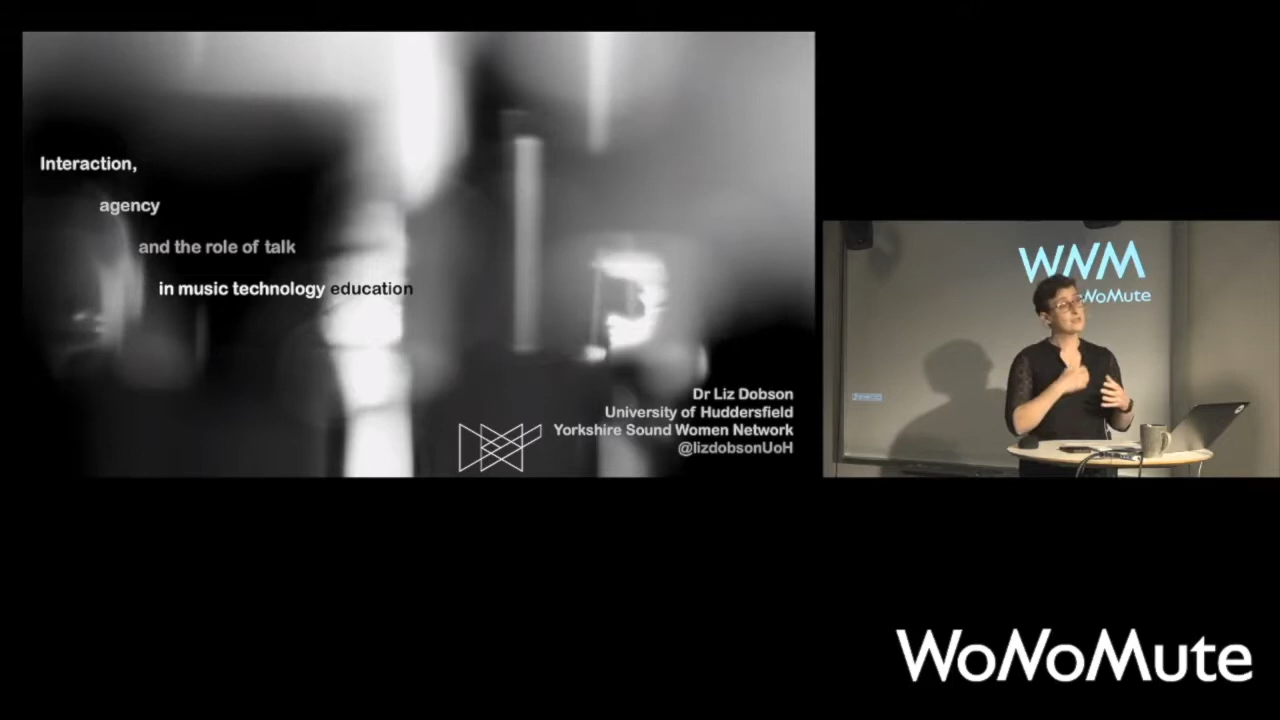 Interaction,
agency
and the role of talk
in music technology education
Dr Liz Dobson
University of Huddersfield
Yorkshire Sound Women Network
@lizdobsonUoH
WNM
NoMute
WoNoMute